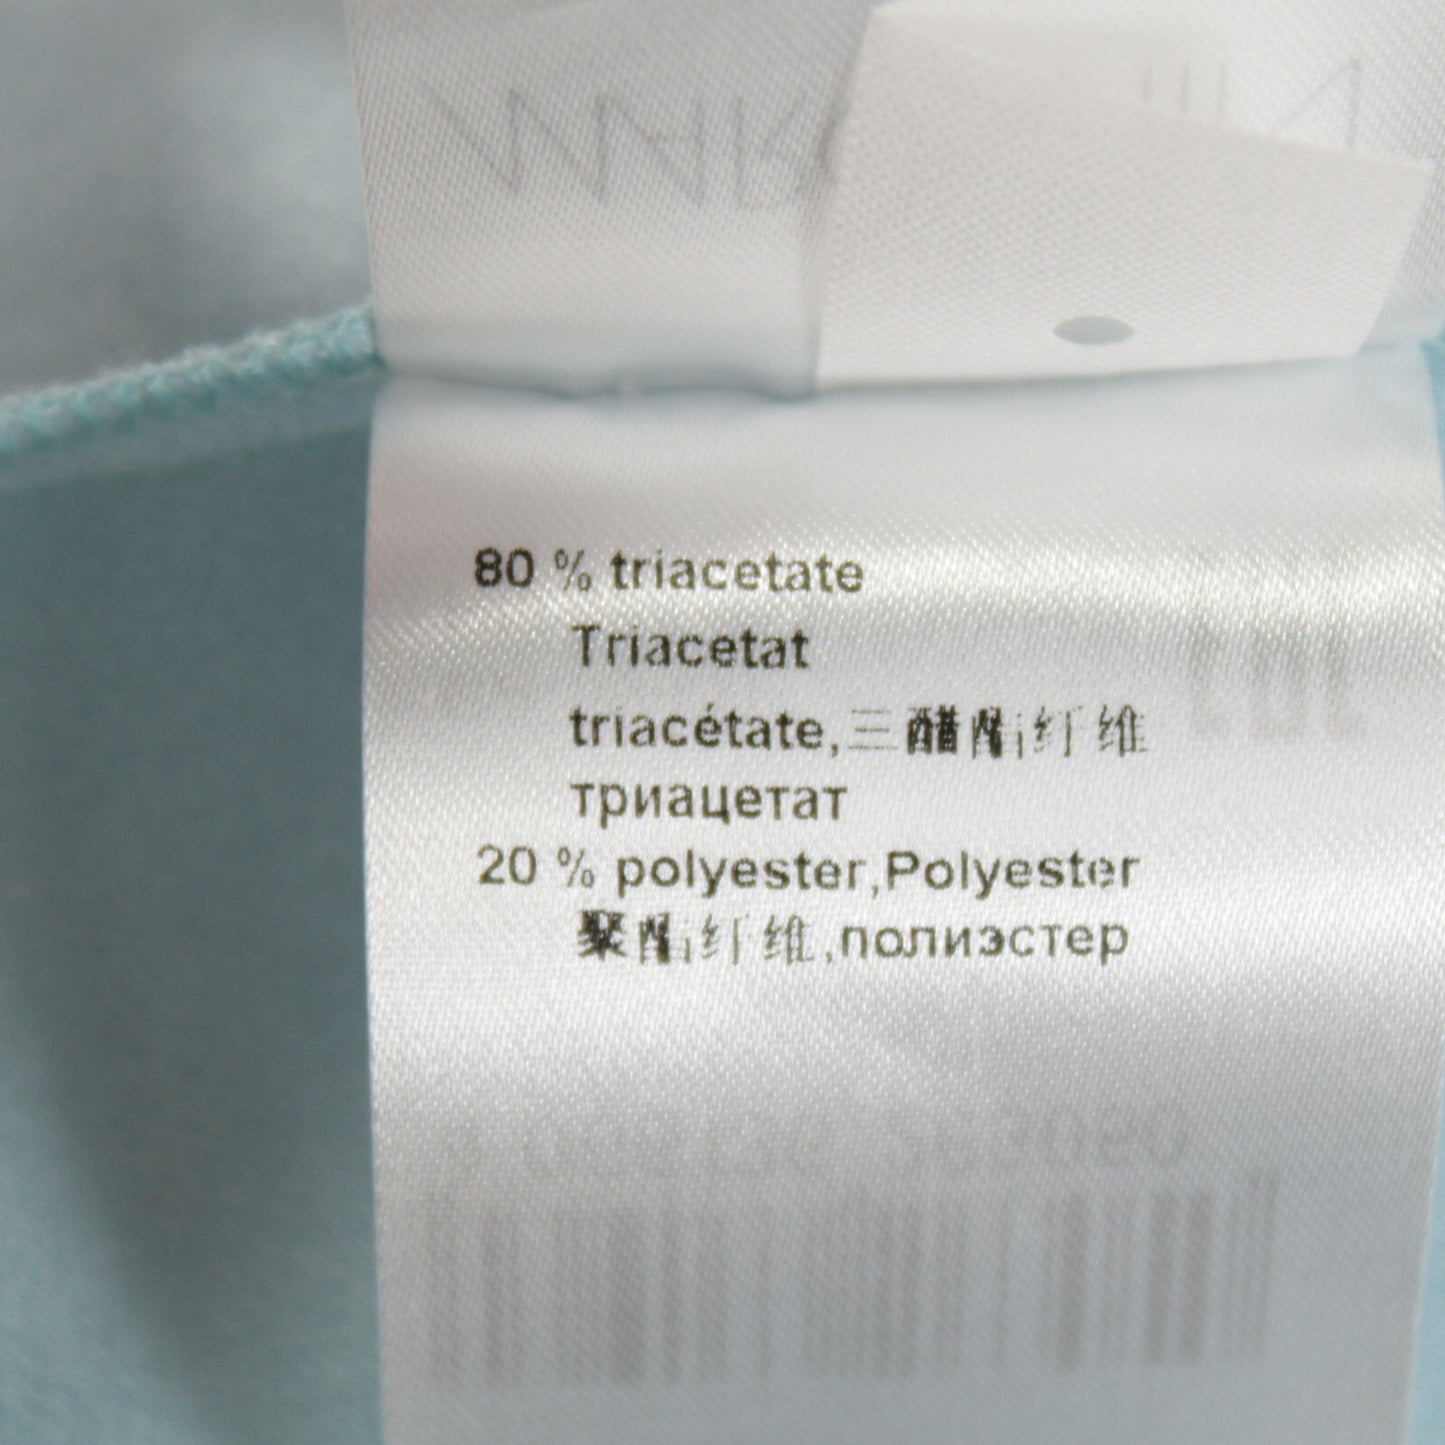 80 % triacetate
Triacetat
triacétate,三醋酯纤维
триацетат
20 % polyester,Polyester
聚酯纤维,полиэстер